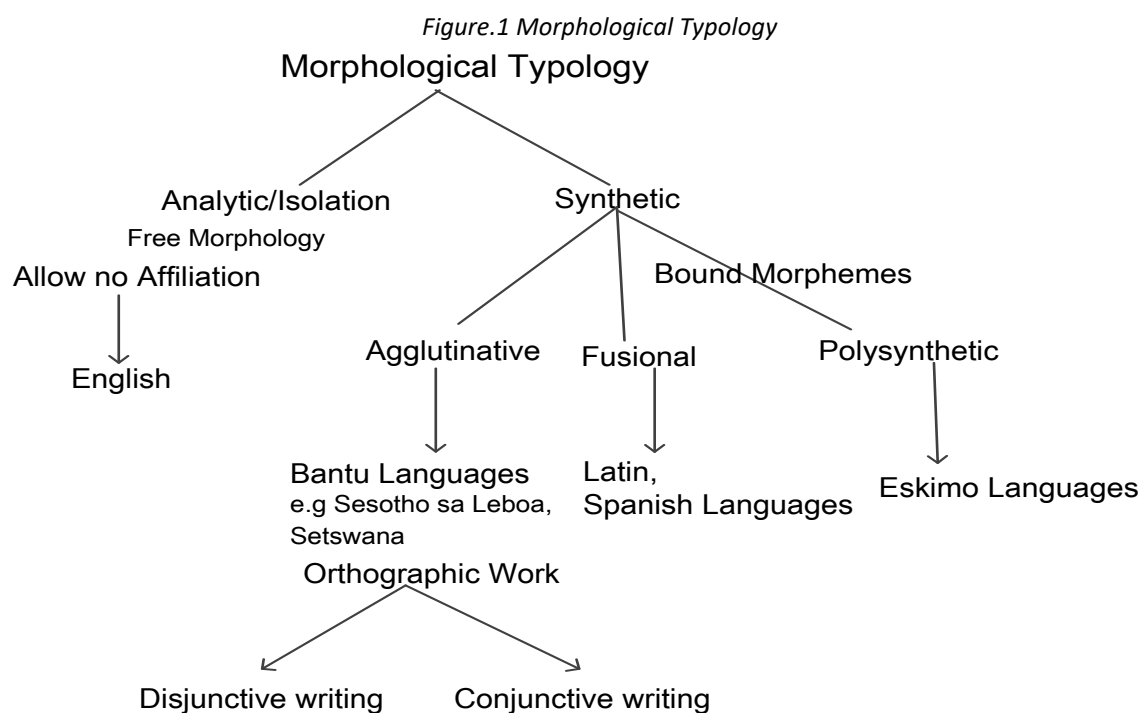 Figure.1 Morphological Typology
Morphological Typology
Analytic/Isolation
Synthetic
Free Morphology
Allow no Affiliation
Bound Morphemes
English
Agglutinative
Fusional
Polysynthetic
Bantu Languages
e.g Sesotho sa Leboa,
Setswana
Latin,
Spanish Languages
Eskimo Languages
Orthographic Work
Disjunctive writing
Conjunctive writing